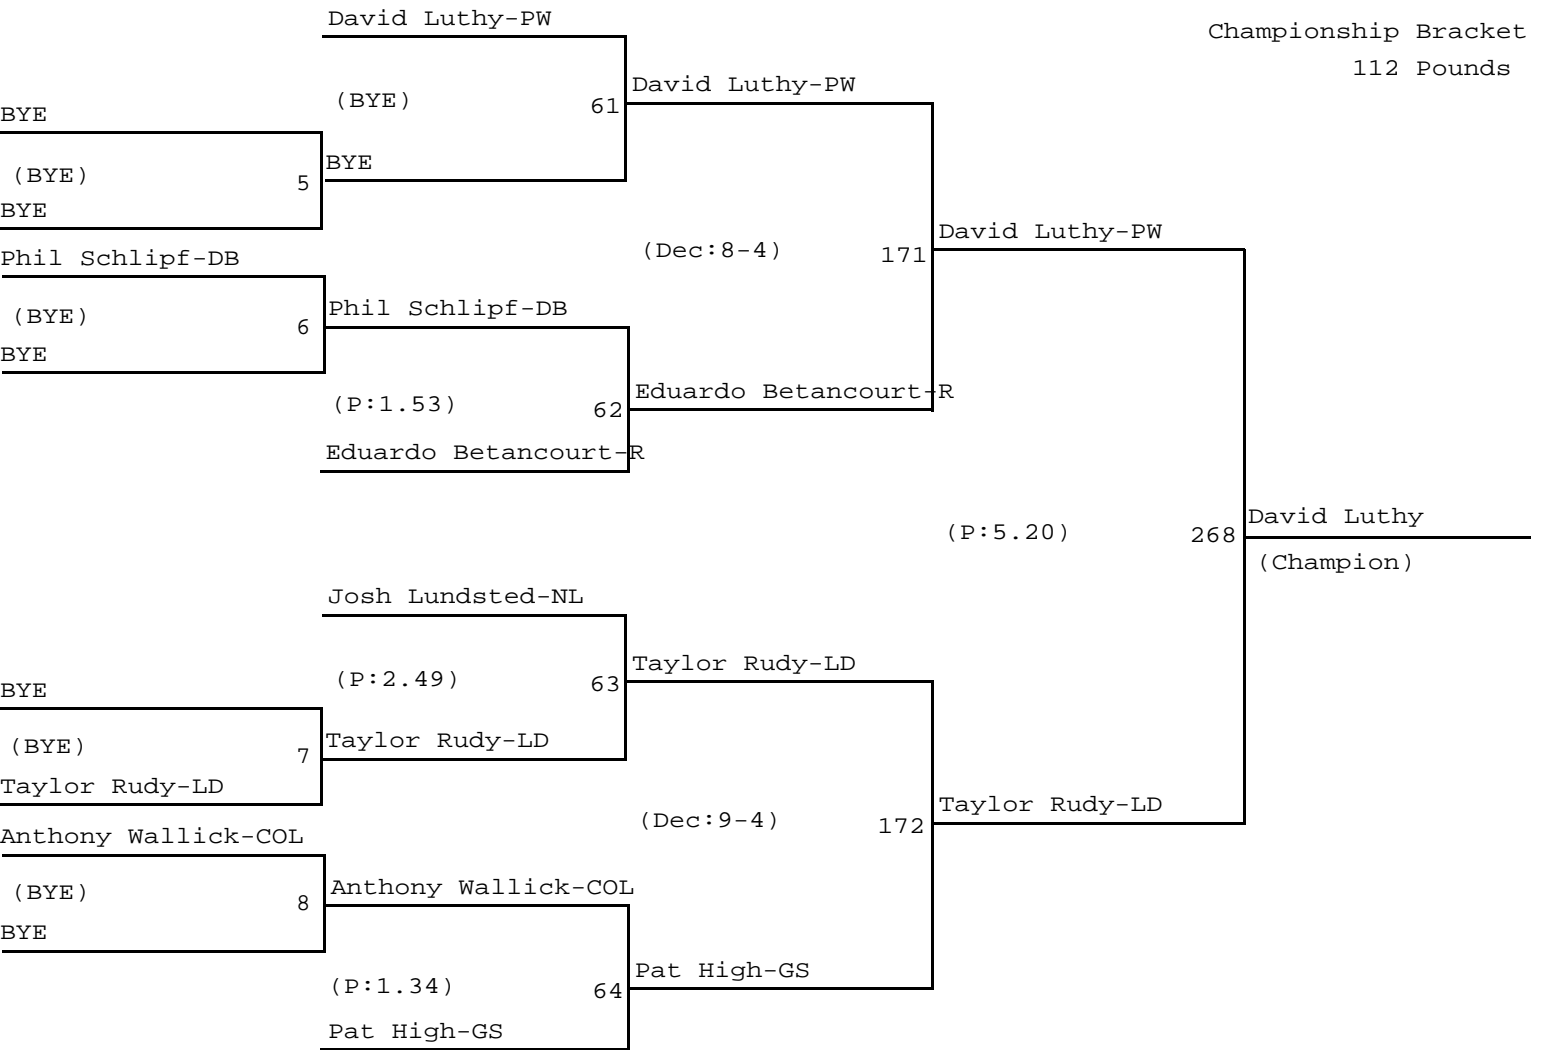 David Luthy-PW
Championship Bracket
112 Pounds
David Luthy-PW
(BYE)
61
BYE
BYE
(BYE)
5
BYE
David Luthy-PW
(Dec:8-4)
171
Phil Schlipf-DB
Phil Schlipf-DB
(BYE)
6
BYE
Eduardo Betancourt-R
(P:1.53)
62
Eduardo Betancourt-R
David Luthy
(P:5.20)
268
(Champion)
Josh Lundsted-NL
Taylor Rudy-LD
(P:2.49)
63
BYE
Taylor Rudy-LD
(BYE)
7
Taylor Rudy-LD
Taylor Rudy-LD
(Dec:9-4)
172
Anthony Wallick-COL
Anthony Wallick-COL
(BYE)
8
BYE
Pat High-GS
(P:1.34)
64
Pat High-GS